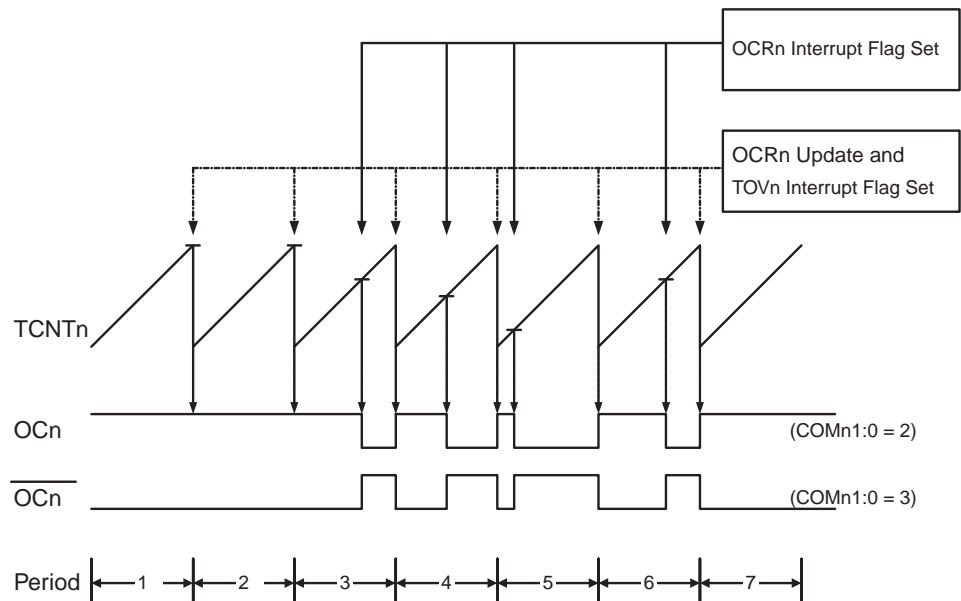 OCRn Interrupt Flag Set
OCRn Update and
TOVn Interrupt Flag Set
TCNTn
OCn
(COMn1:0 = 2)
OCn
(COMn1:0 = 3)
Period 1 2 3 4 5 6 7